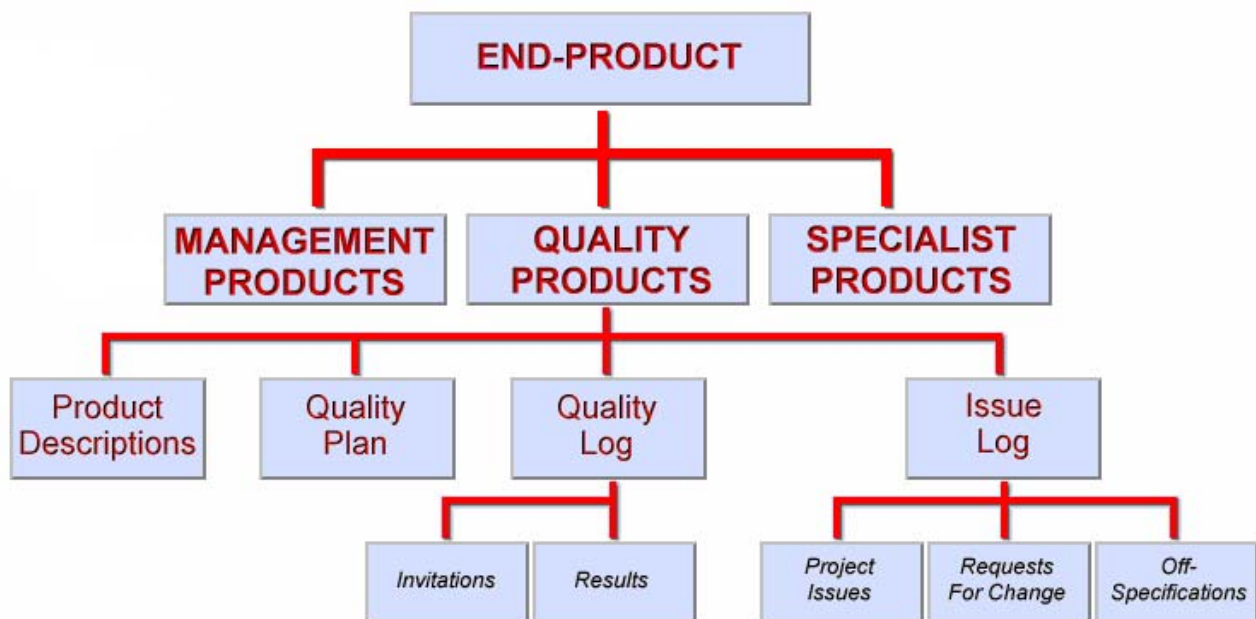 END-PRODUCT
MANAGEMENT
PRODUCTS
QUALITY
PRODUCTS
SPECIALIST
PRODUCTS
Product
Descriptions
Quality
Plan
Quality
Log
Issue
Log
Invitations
Results
Project
Issues
Requests
For Change
Off-
Specifications